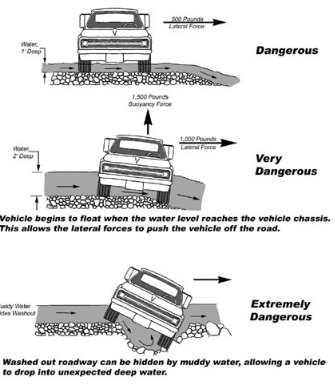 500 Pounds
Lateral Force
Water,
1' Deep
Dangerous
1,500 Pounds
Buoyancy Force
1,000 Pounds
Lateral Force
Water,
2' Deep
Very
Dangerous
Vehicle begins to float when the water level reaches the vehicle chassis.
This allows the lateral forces to push the vehicle off the road.
uddy Water
ides Washout
Extremely
Dangerous
Washed out roadway can be hidden by muddy water, allowing a vehicle
to drop into unexpected deep water.